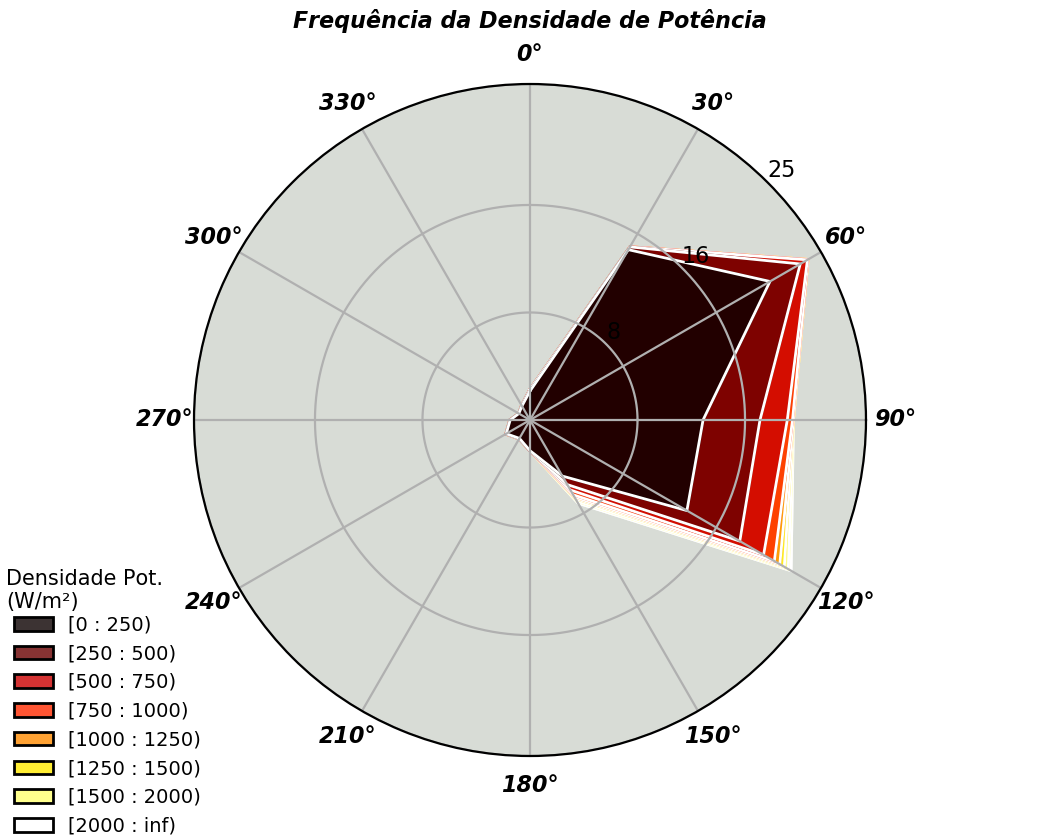 Frequência da Densidade de Potência
0°
330°
30°
25
300°
60°
16
8
270°
90°
Densidade Pot.
(W/m²)
240°
120°
[0 : 250)
[250 : 500)
[500 : 750)
[750 : 1000)
210°
150°
[1000 : 1250)
[1250 : 1500)
180°
[1500 : 2000)
[2000 : inf)